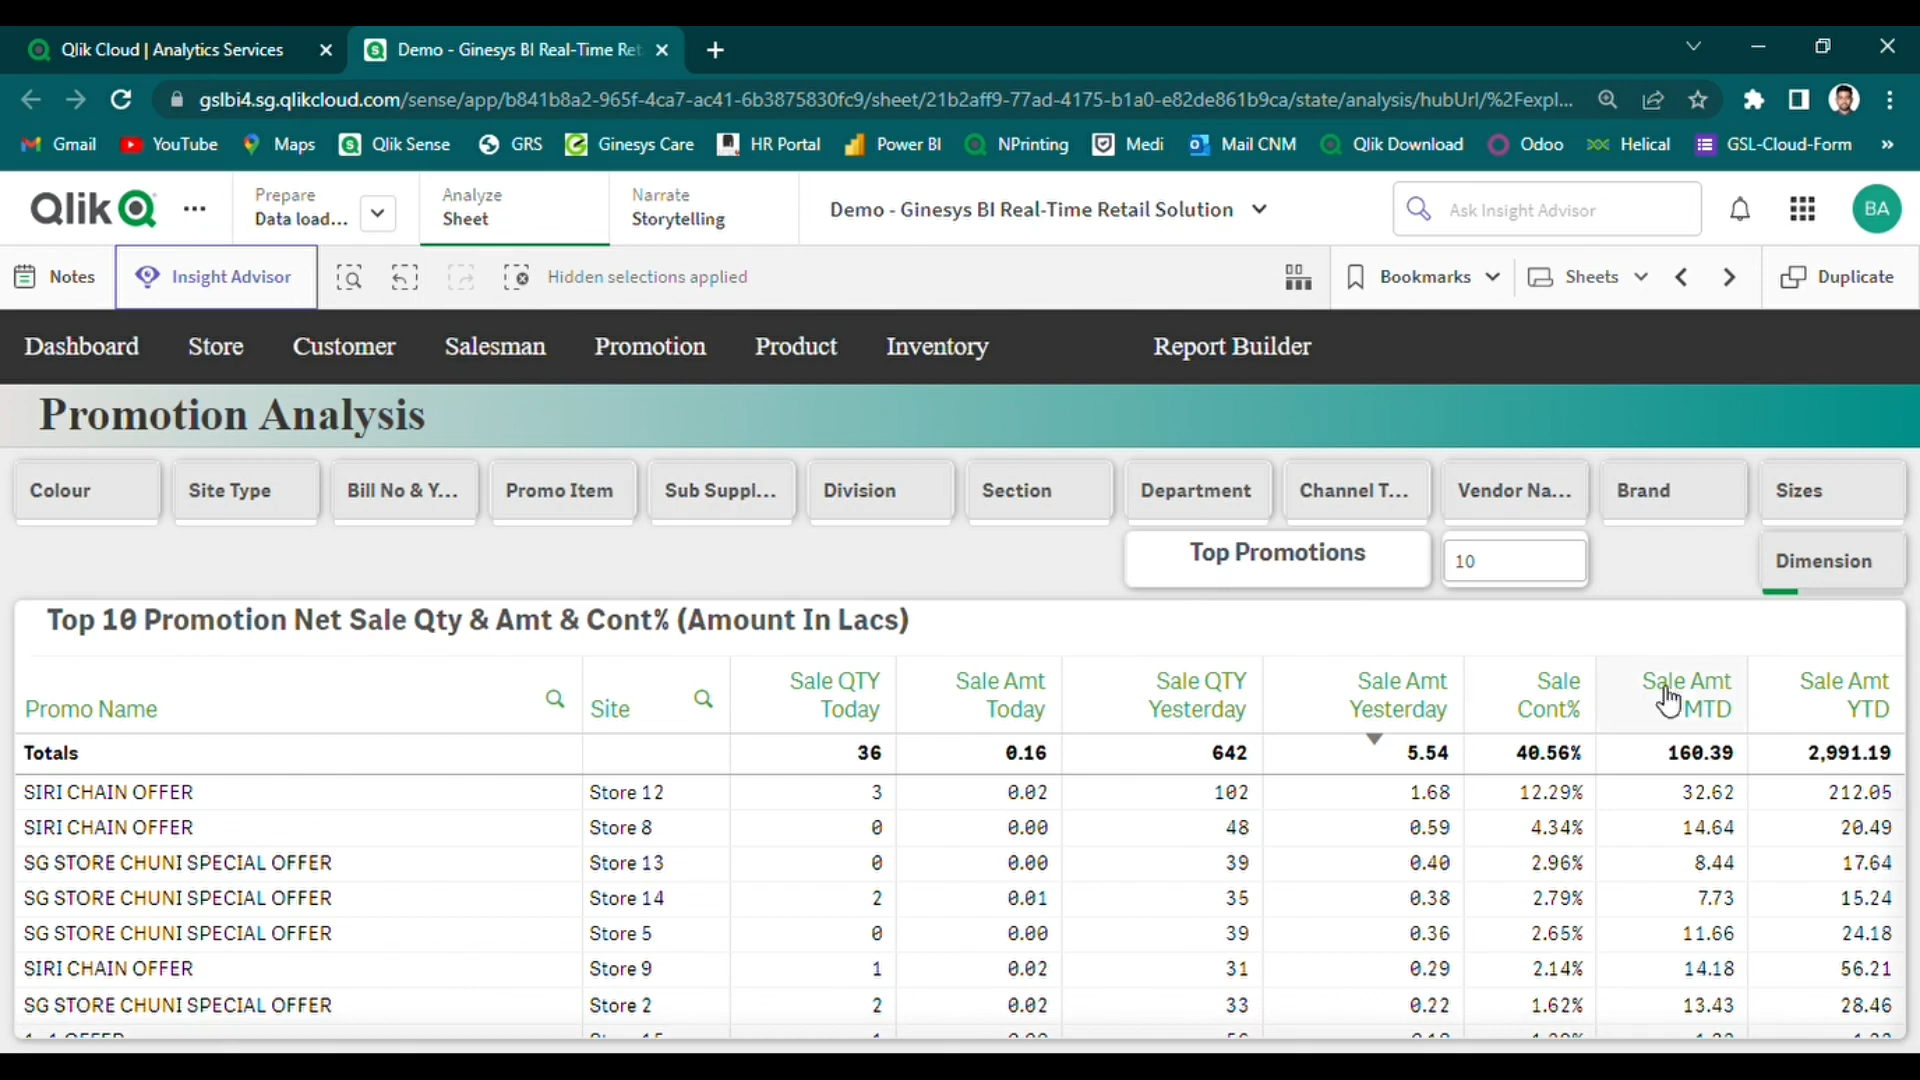 Qlik Cloud | Analytics Services
Demo - Ginesys BI Real-Time Ret
gslbi4.sg.qlikcloud.com/sense/app/b841b8a2-965f-4ca7-ac41-6b3875830fc9/sheet/21b2aff9-77ad-4175-b1a0-e82de861b9ca/state/analysis/hubUrl/%2Fexpl...
Gmail YouTube Maps Qlik Sense GRS Ginesys Care HR Portal Power BI NPrinting Medi Mail CNM Qlik Download Odoo Helical GSL-Cloud-Form »
Qlik
Prepare
Data load...
Analyze
Sheet
Narrate
Storytelling
Demo - Ginesys BI Real-Time Retail Solution
Ask Insight Advisor
BA
Notes Insight Advisor Hidden selections applied Bookmarks Sheets Duplicate
Dashboard Store Customer Salesman Promotion Product Inventory Report Builder
Promotion Analysis
Colour Site Type Bill No & Y... Promo Item Sub Suppl... Division Section Department Channel T... Vendor Na... Brand Sizes
Top Promotions 10 Dimension
Top 10 Promotion Net Sale Qty & Amt & Cont% (Amount In Lacs)
Promo Name Site Sale QTY Today Sale Amt Today Sale QTY Yesterday Sale Amt Yesterday Sale Cont% Sale Amt MTD Sale Amt YTD
Totals 36 0.16 642 5.54 40.56% 160.39 2,991.19
SIRI CHAIN OFFER Store 12 3 0.02 102 1.68 12.29% 32.62 212.05
SIRI CHAIN OFFER Store 8 0 0.00 48 0.59 4.34% 14.64 20.49
SG STORE CHUNI SPECIAL OFFER Store 13 0 0.00 39 0.40 2.96% 8.44 17.64
SG STORE CHUNI SPECIAL OFFER Store 14 2 0.01 35 0.38 2.79% 7.73 15.24
SG STORE CHUNI SPECIAL OFFER Store 5 0 0.00 39 0.36 2.65% 11.66 24.18
SIRI CHAIN OFFER Store 9 1 0.02 31 0.29 2.14% 14.18 56.21
SG STORE CHUNI SPECIAL OFFER Store 2 2 0.02 33 0.22 1.62% 13.43 28.46